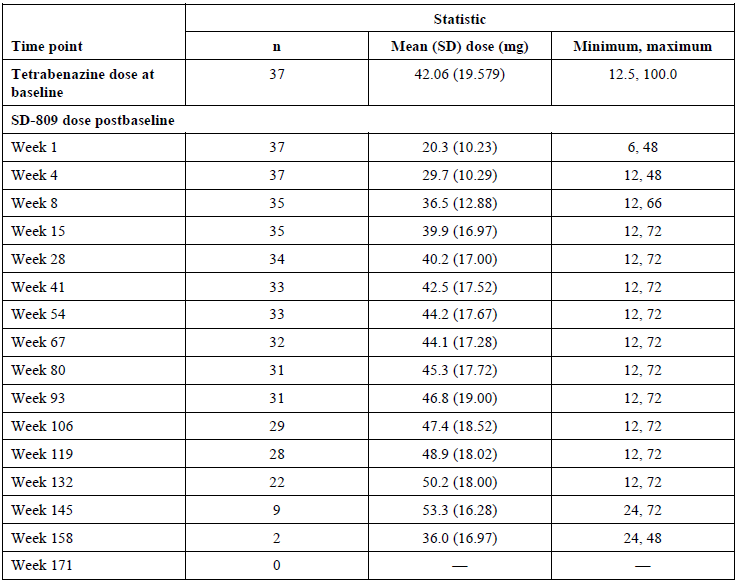 Statistic
Time point n Mean (SD) dose (mg) Minimum, maximum
Tetrabenazine dose at 37 42.06 (19.579) 12.5, 100.0
baseline
SD-809 dose postbaseline
Week 1 37 20.3 (10.23) 6, 48
Week 4 37 29.7 (10.29) 12, 48
Week 8 35 36.5 (12.88) 12, 66
Week 15 35 39.9 (16.97) 12, 72
Week 28 34 40.2 (17.00) 12, 72
Week 41 33 42.5 (17.52) 12, 72
Week 54 33 44.2 (17.67) 12, 72
Week 67 32 44.1 (17.28) 12, 72
Week 80 31 45.3 (17.72) 12, 72
Week 93 31 46.8 (19.00) 12, 72
Week 106 29 47.4 (18.52) 12, 72
Week 119 28 48.9 (18.02) 12, 72
Week 132 22 50.2 (18.00) 12, 72
Week 145 9 53.3 (16.28) 24, 72
Week 158 2 36.0 (16.97) 24, 48
Week 171 0 — —